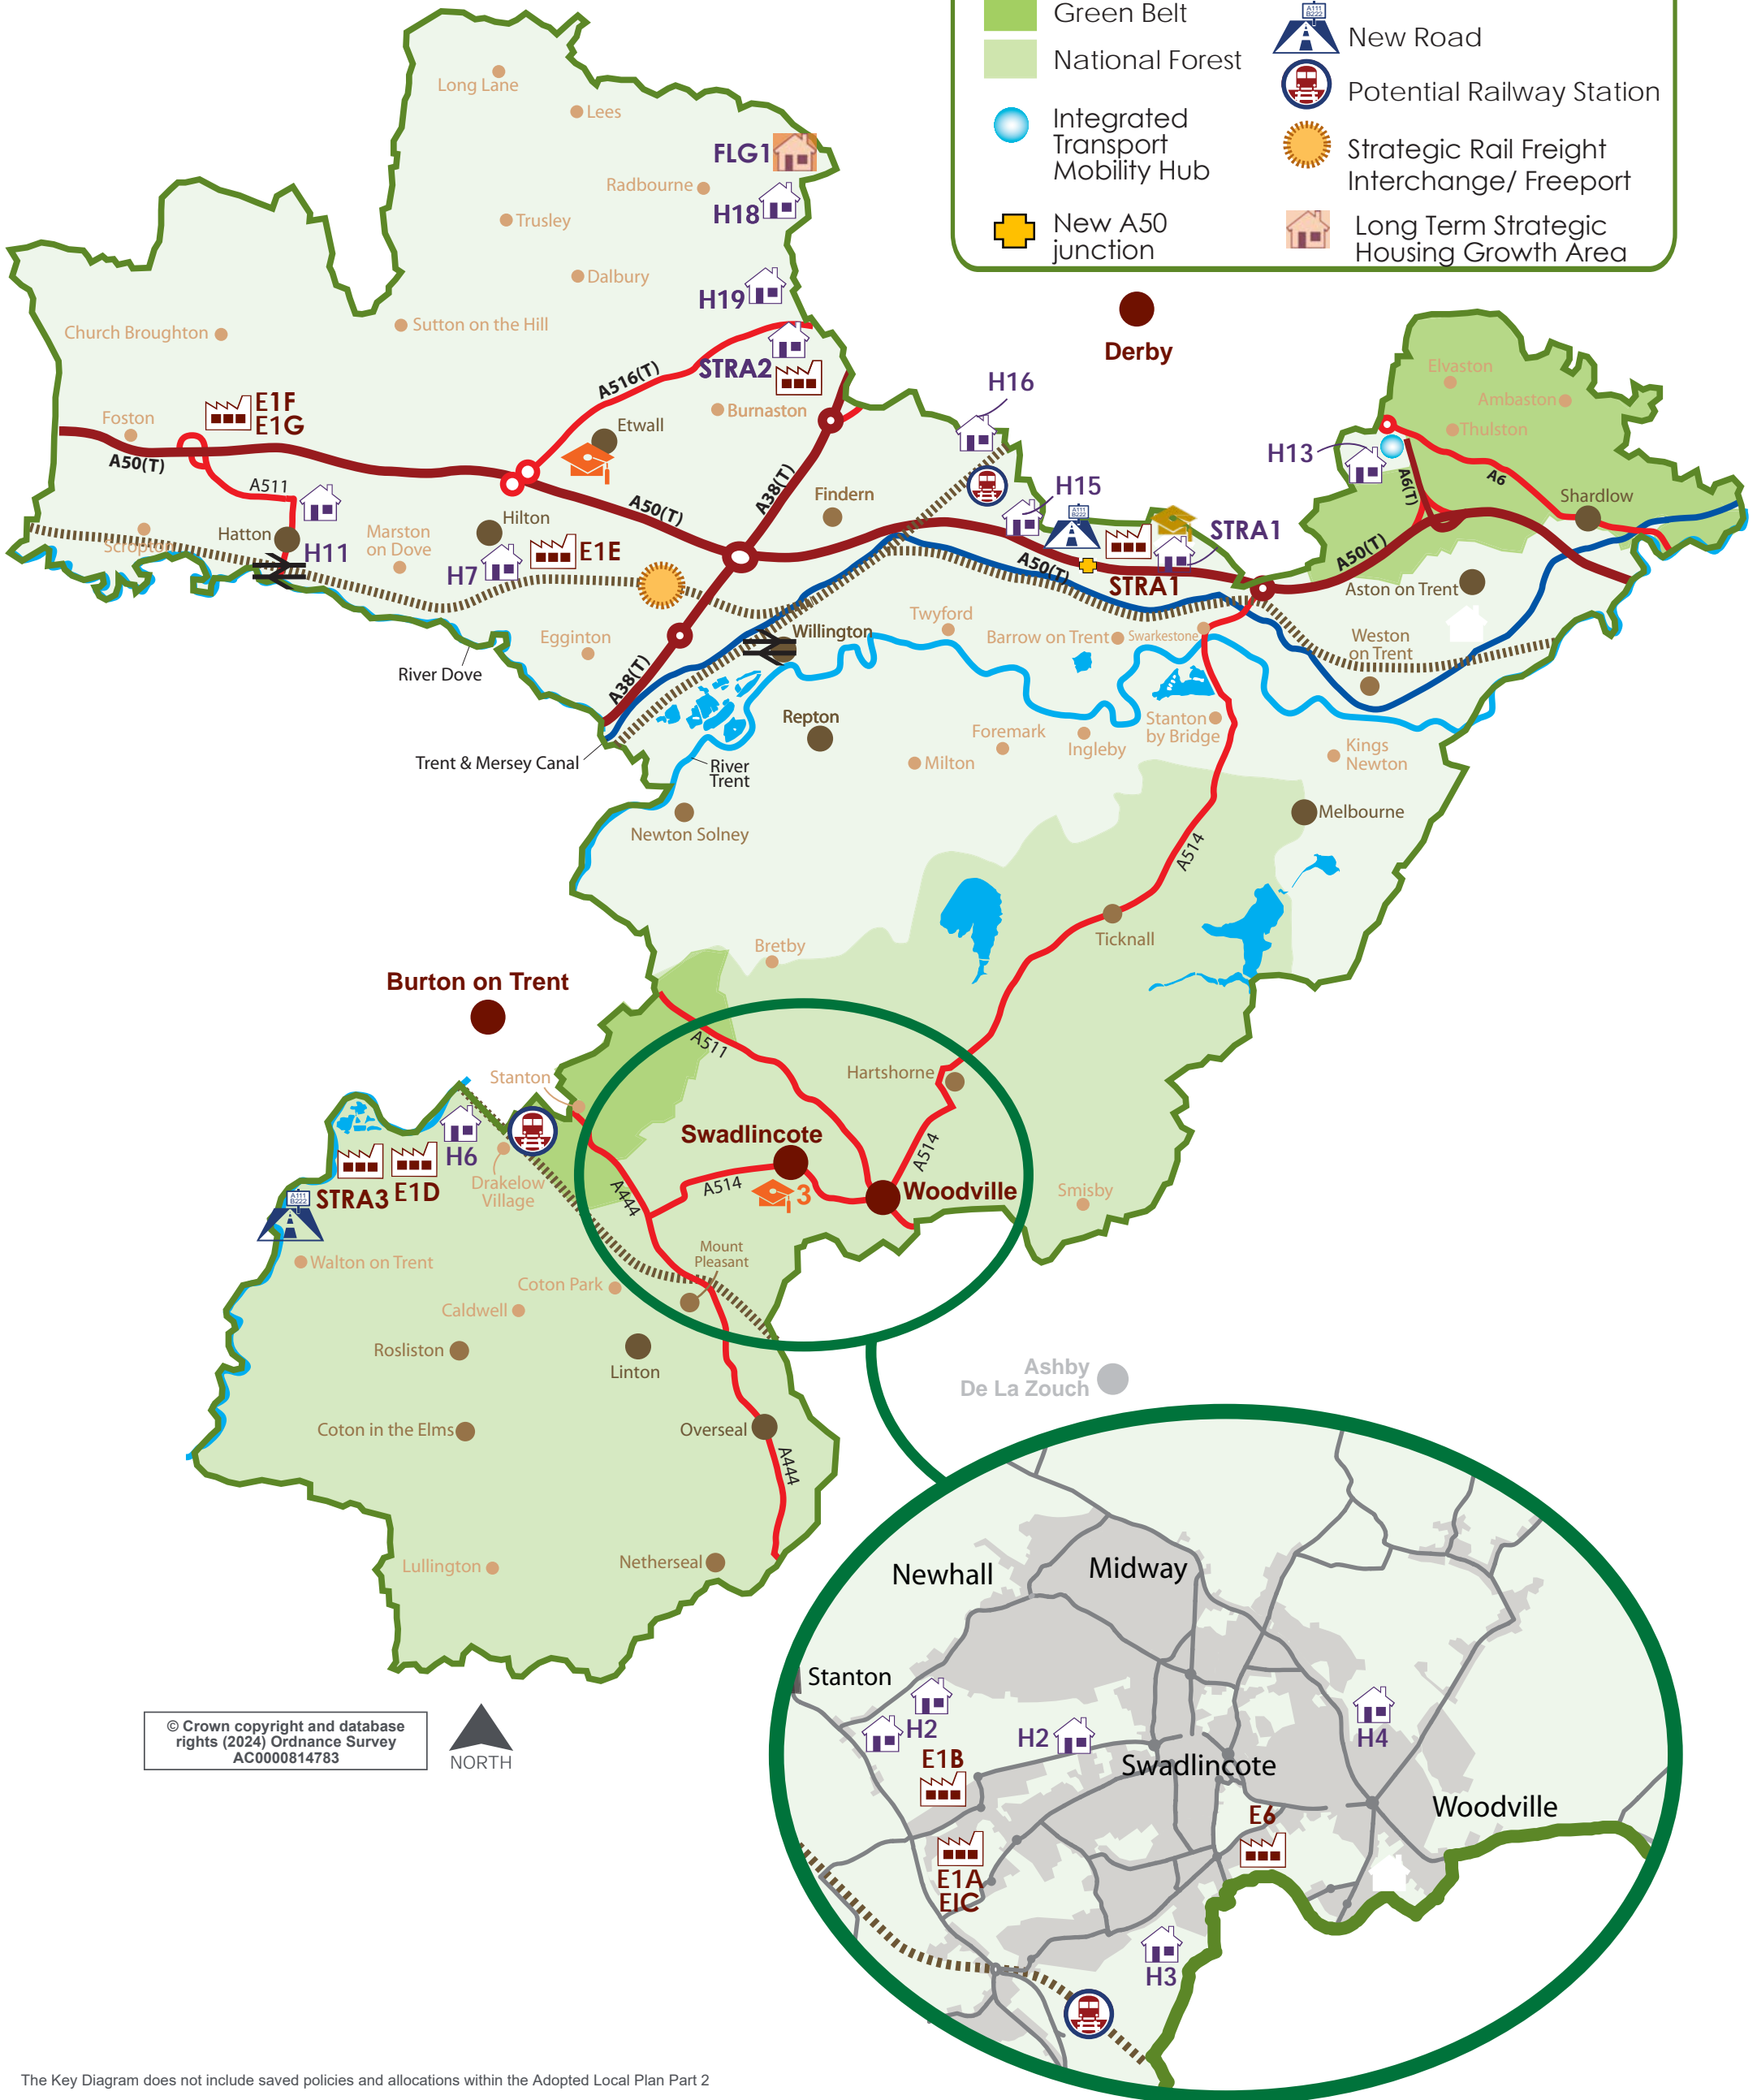 Green Belt
National Forest
Integrated
Transport
Mobility Hub
New A50
junction
A111
B222
New Road
Potential Railway Station
Strategic Rail Freight
Interchange/ Freeport
Long Term Strategic
Housing Growth Area
Long Lane
Lees
FLG1
Radbourne
H18
Trusley
Dalbury
H19
Sutton on the Hill
Church Broughton
STRA2
A516(T)
Burnaston
Derby
H16
E1F
E1G
Foston
A50(T)
A511
Etwall
A38(T)
A50(T)
Findern
H15
A111
B222
STRA1
STRA1
A50(T)
H13
Elvaston
Ambaston
Thulston
A6(T)
A6
Shardlow
A50(T)
Aston on Trent
Scropton
Hatton
H11
Marston
on Dove
Hilton
H7
E1E
Egginton
River Dove
A38(T)
Willington
Twyford
Barrow on Trent
Swarkestone
Weston
on Trent
Repton
Foremark
Ingleby
Stanton
by Bridge
Kings
Newton
Milton
Trent & Mersey Canal
River
Trent
Newton Solney
Melbourne
A514
Ticknall
Bretby
Burton on Trent
A511
Hartshorne
Stanton
Swadlincote
A514
A514
3
Woodville
Smisby
H6
Drakelow
Village
STRA3
E1D
A111
B222
A444
Walton on Trent
Mount
Pleasant
Coton Park
Caldwell
Rosliston
Linton
Ashby
De La Zouch
Coton in the Elms
Overseal
A444
Lullington
Netherseal
Newhall
Midway
Stanton
H2
H2
H4
E1B
Swadlincote
Woodville
E6
E1A
EIC
H3
© Crown copyright and database
rights (2024) Ordnance Survey
AC0000814783
NORTH
The Key Diagram does not include saved policies and allocations within the Adopted Local Plan Part 2